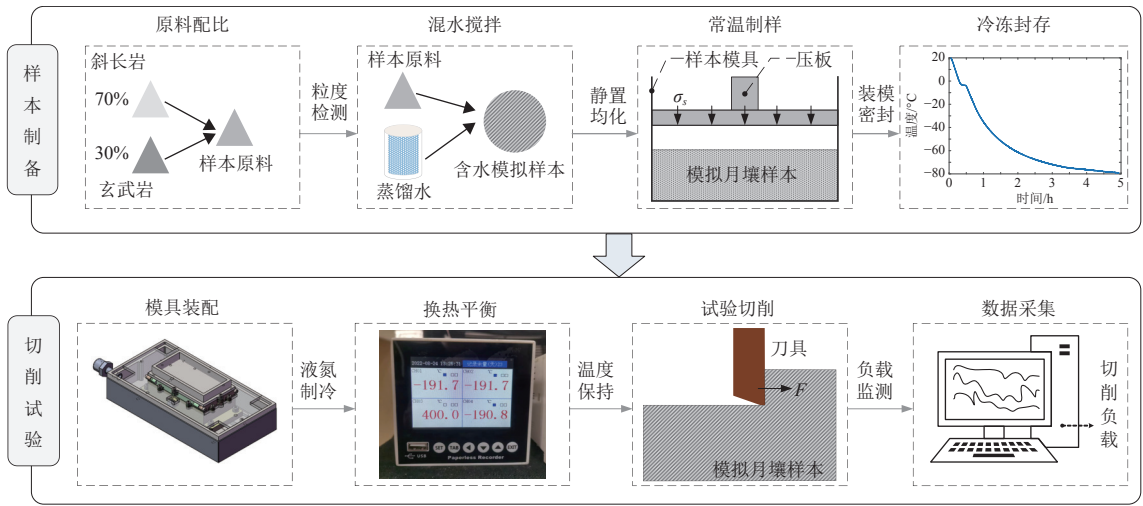 样本制备
原料配比
斜长岩
70%
30%
玄武岩
样本原料
粒度
检测
混水搅拌
样本原料
蒸馏水
含水模拟样本
静置
均化
常温制样
样本模具
压板
σs
模拟月壤样本
装模
密封
冷冻封存
温度/°C
20
0
−20
−40
−60
−80
0
1
2
3
4
5
时间/h
切削试验
模具装配
液氮
制冷
换热平衡
-191.7
-191.7
400.0
-190.8
USB
SET
TAB
ENT
Paperless Recorder
温度
保持
试验切削
刀具
F
模拟月壤样本
负载
监测
数据采集
切削负载